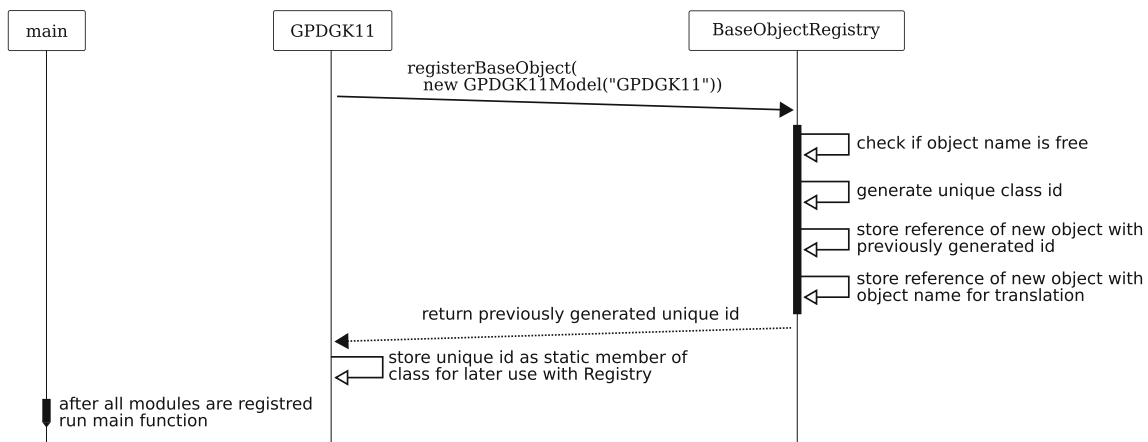 main
GPDGK11
BaseObjectRegistry
registerBaseObject(
new GPDGK11Model("GPDGK11"))
check if object name is free
generate unique class id
store reference of new object with
previously generated id
store reference of new object with
object name for translation
return previously generated unique id
store unique id as static member of
class for later use with Registry
after all modules are registred
run main function